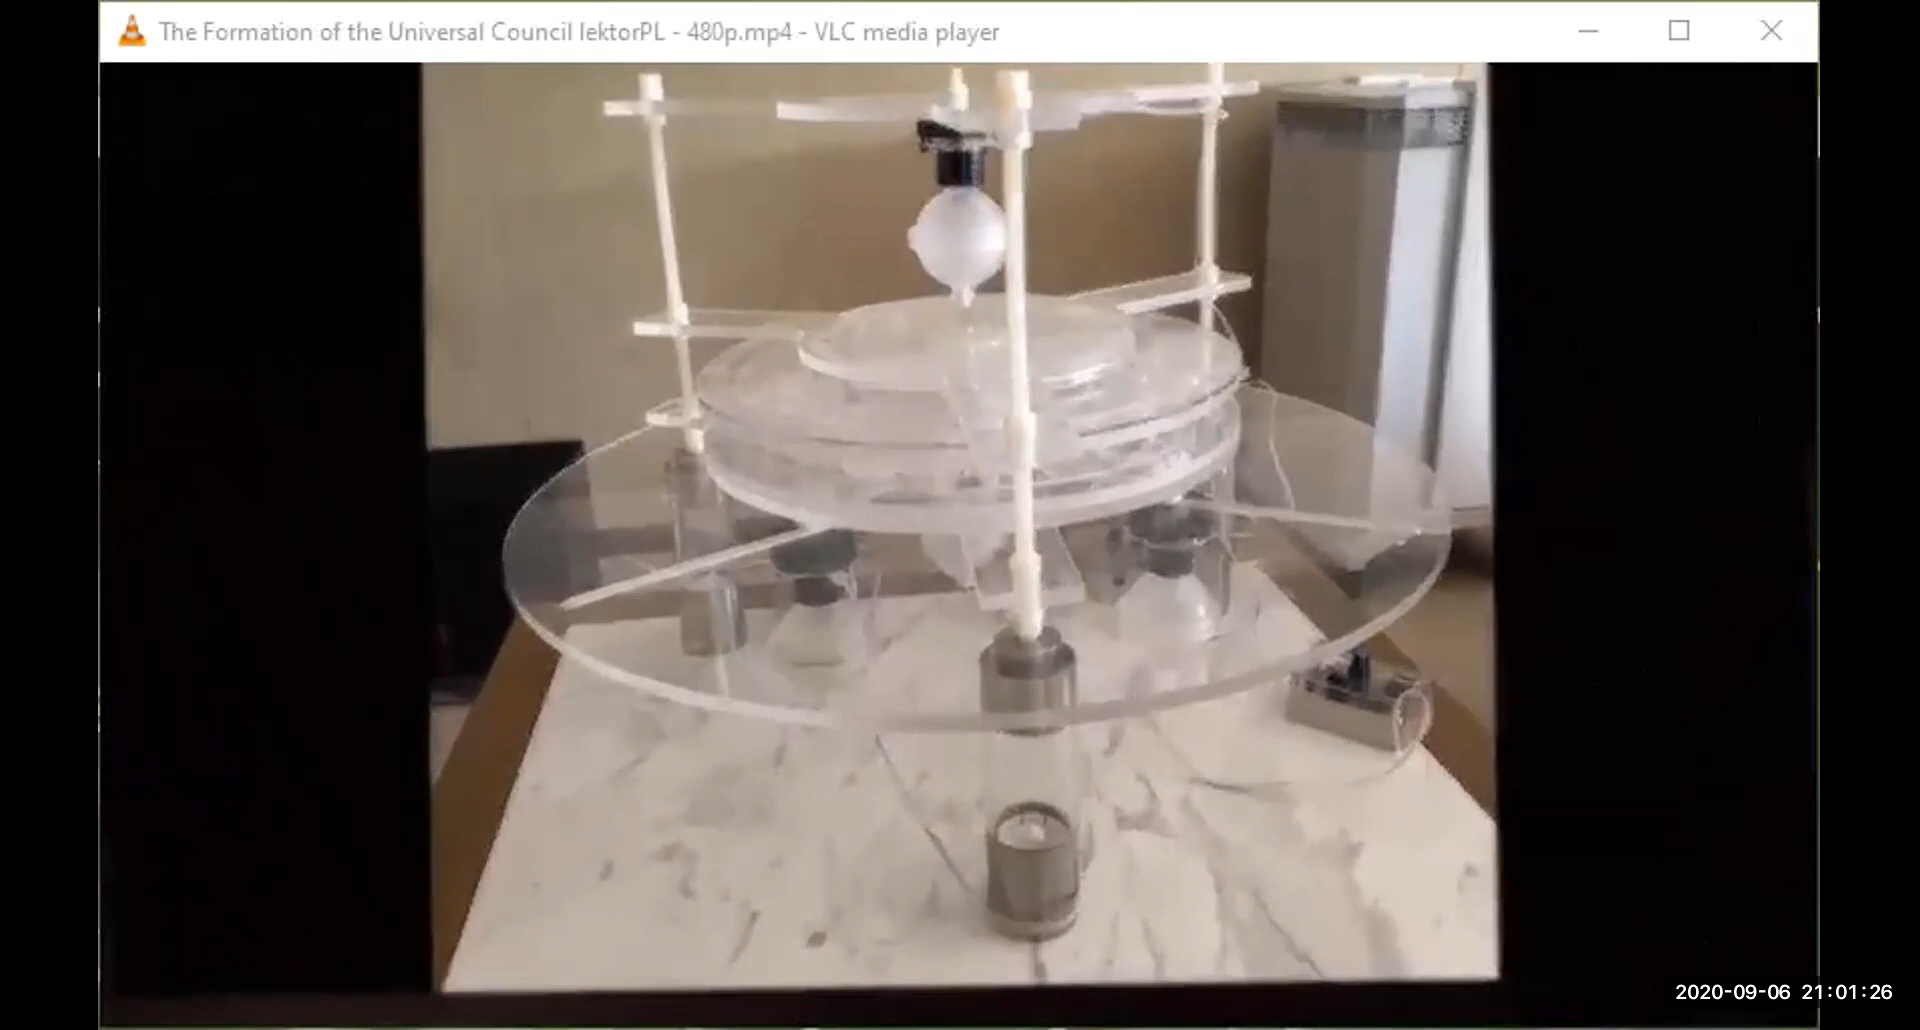 The Formation of the Universal Council lektorPL - 480p.mp4 - VLC media player
2020-09-06 21:01:26